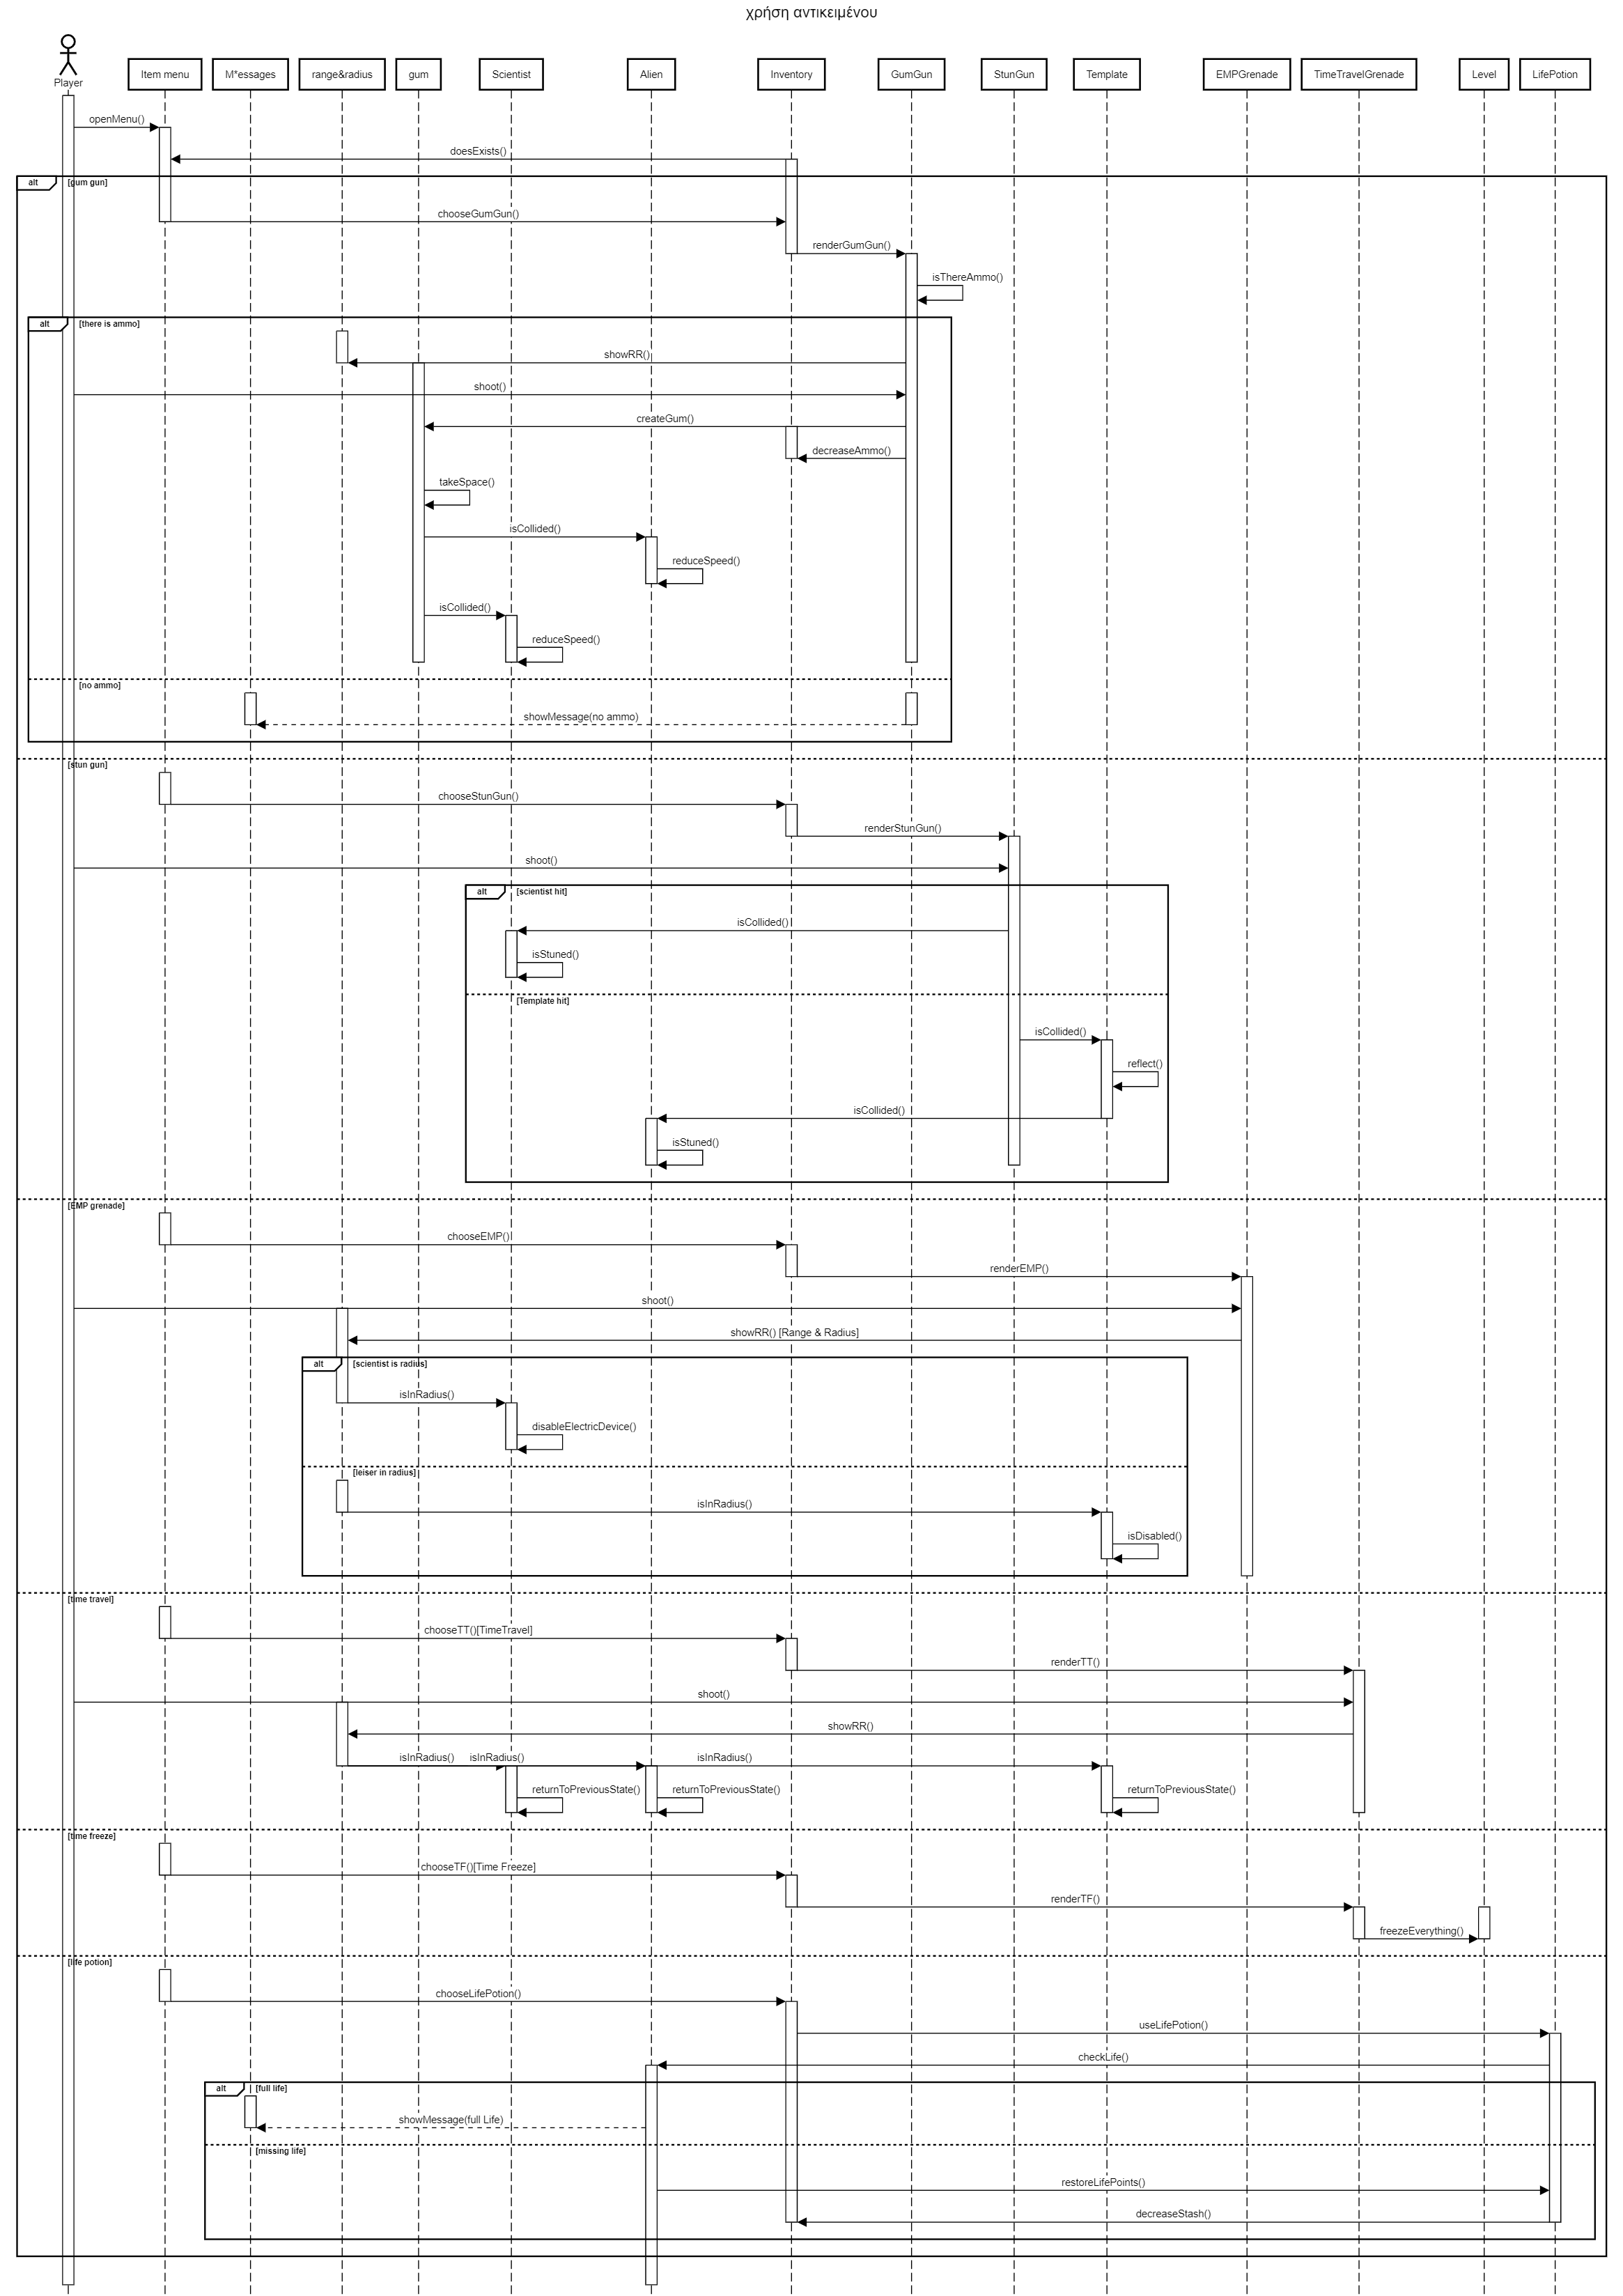 χρήση αντικειμένου
Player
Item menu
M*essages
range&radius
gum
Scientist
Alien
Inventory
GumGun
StunGun
Template
EMPGrenade
TimeTravelGrenade
Level
LifePotion
openMenu()
doesExists()
alt
[gum gun]
chooseGumGun()
renderGumGun()
isThereAmmo()
alt
[there is ammo]
showRR()
shoot()
createGum()
decreaseAmmo()
takeSpace()
isCollided()
reduceSpeed()
isCollided()
reduceSpeed()
[no ammo]
showMessage(no ammo)
[stun gun]
chooseStunGun()
renderStunGun()
shoot()
alt
[scientist hit]
isCollided()
isStuned()
[Template hit]
isCollided()
reflect()
isCollided()
isStuned()
[EMP grenade]
chooseEMP()
renderEMP()
shoot()
showRR() [Range & Radius]
alt
[scientist is radius]
isInRadius()
disableElectricDevice()
[leiser in radius]
isInRadius()
isDisabled()
[time travel]
chooseTT()[TimeTravel]
renderTT()
shoot()
showRR()
isInRadius()
isInRadius()
isInRadius()
returnToPreviousState()
returnToPreviousState()
returnToPreviousState()
[time freeze]
chooseTF()[Time Freeze]
renderTF()
freezeEverything()
[life potion]
chooseLifePotion()
useLifePotion()
checkLife()
alt
[full life]
showMessage(full Life)
[missing life]
restoreLifePoints()
decreaseStash()